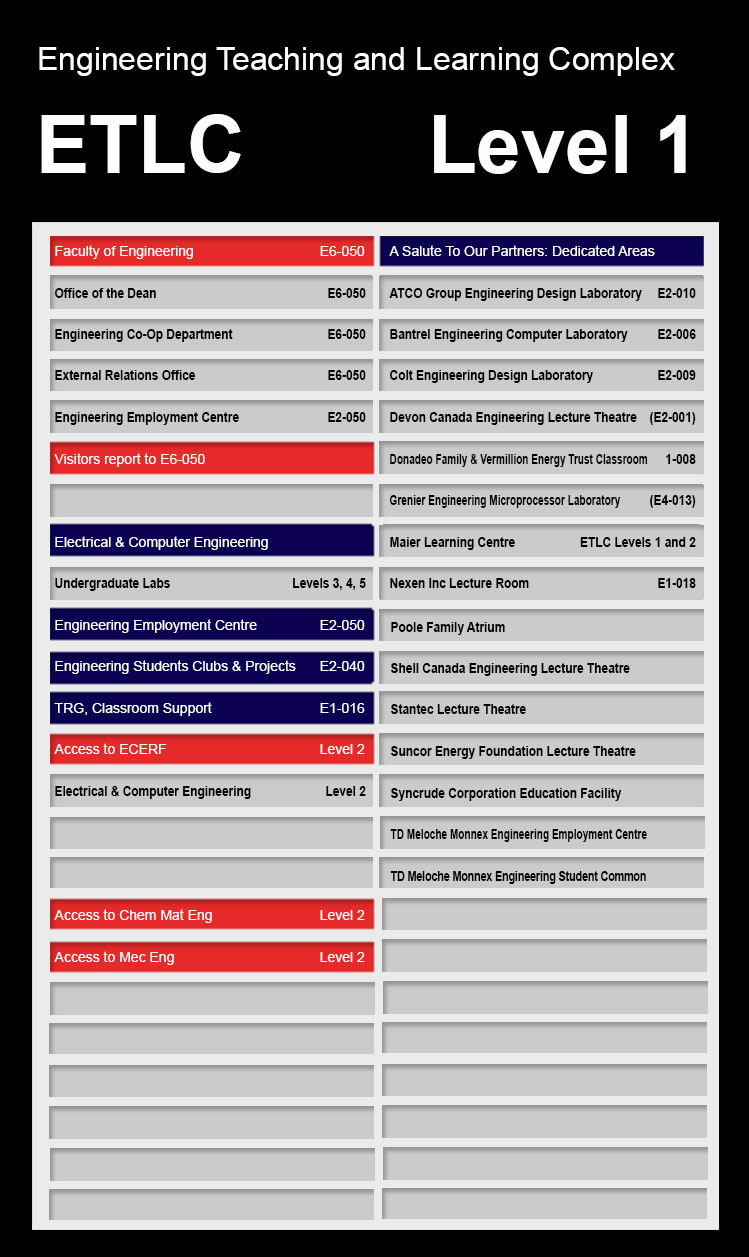 Engineering Teaching and Learning Complex
ETLC Level 1
Faculty of Engineering E6-050
Office of the Dean E6-050
Engineering Co-Op Department E6-050
External Relations Office E6-050
Engineering Employment Centre E2-050
Visitors report to E6-050
Electrical & Computer Engineering
Undergraduate Labs Levels 3, 4, 5
Engineering Employment Centre E2-050
Engineering Students Clubs & Projects E2-040
TRG, Classroom Support E1-016
Access to ECERF Level 2
Electrical & Computer Engineering Level 2
Access to Chem Mat Eng Level 2
Access to Mec Eng Level 2
A Salute To Our Partners: Dedicated Areas
ATCO Group Engineering Design Laboratory E2-010
Bantrel Engineering Computer Laboratory E2-006
Colt Engineering Design Laboratory E2-009
Devon Canada Engineering Lecture Theatre (E2-001)
Donadeo Family & Vermillion Energy Trust Classroom 1-008
Grenier Engineering Microprocessor Laboratory (E4-013)
Maier Learning Centre ETLC Levels 1 and 2
Nexen Inc Lecture Room E1-018
Poole Family Atrium
Shell Canada Engineering Lecture Theatre
Stantec Lecture Theatre
Suncor Energy Foundation Lecture Theatre
Syncrude Corporation Education Facility
TD Meloche Monnex Engineering Employment Centre
TD Meloche Monnex Engineering Student Common